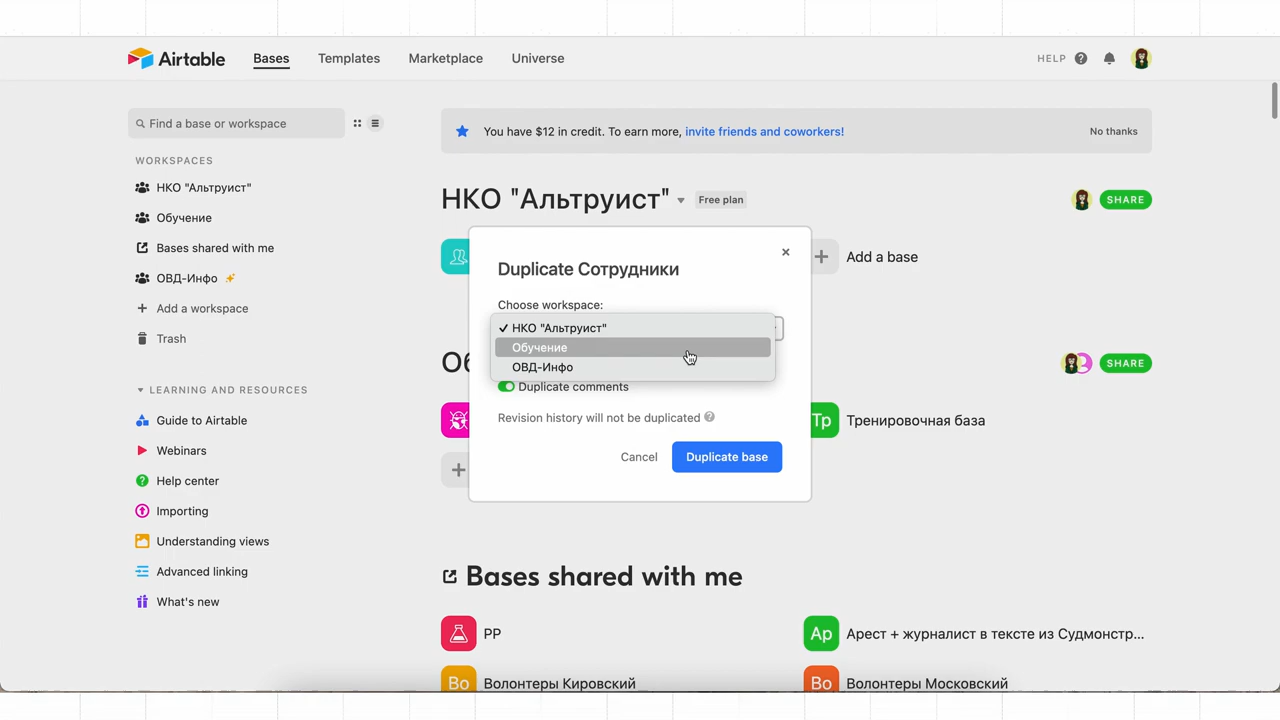 Airtable
Bases
Templates
Marketplace
Universe
HELP
Find a base or workspace
WORKSPACES
НКО "Альтруист"
Обучение
Bases shared with me
ОВД-Инфо
Add a workspace
Trash
LEARNING AND RESOURCES
Guide to Airtable
Webinars
Help center
Importing
Understanding views
Advanced linking
What's new
You have $12 in credit. To earn more, invite friends and coworkers!
No thanks
НКО "Альтруист"
Free plan
SHARE
Add a base
Duplicate Сотрудники
Choose workspace:
НКО "Альтруист"
Обучение
ОВД-Инфо
Duplicate comments
Revision history will not be duplicated
Cancel
Duplicate base
SHARE
Тр
Тренировочная база
Bases shared with me
PP
Ар
Арест + журналист в тексте из Судмонстр...
Во
Волонтеры Кировский
Во
Волонтеры Московский